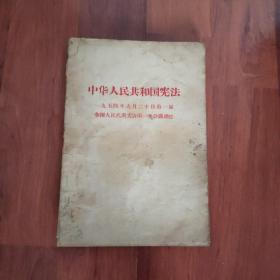 中华人民共和国宪法
一九五四年九月二十日第一届
全国人民代表大会第一次会议通过